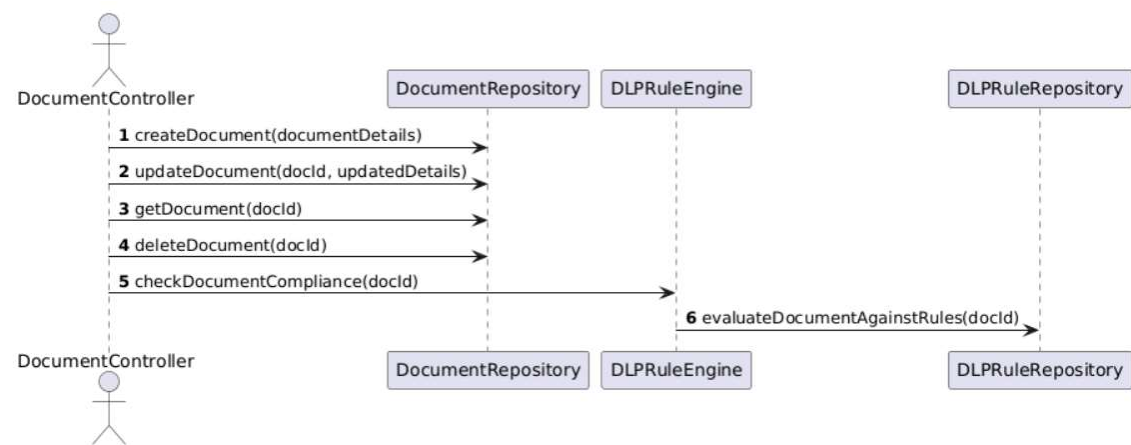 DocumentController
DocumentRepository
DLPRuleEngine
DLPRuleRepository
1 createDocument(documentDetails)
2 updateDocument(docId, updatedDetails)
3 getDocument(docId)
4 deleteDocument(docId)
5 checkDocumentCompliance(docId)
6 evaluateDocumentAgainstRules(docId)
DocumentController
DocumentRepository
DLPRuleEngine
DLPRuleRepository